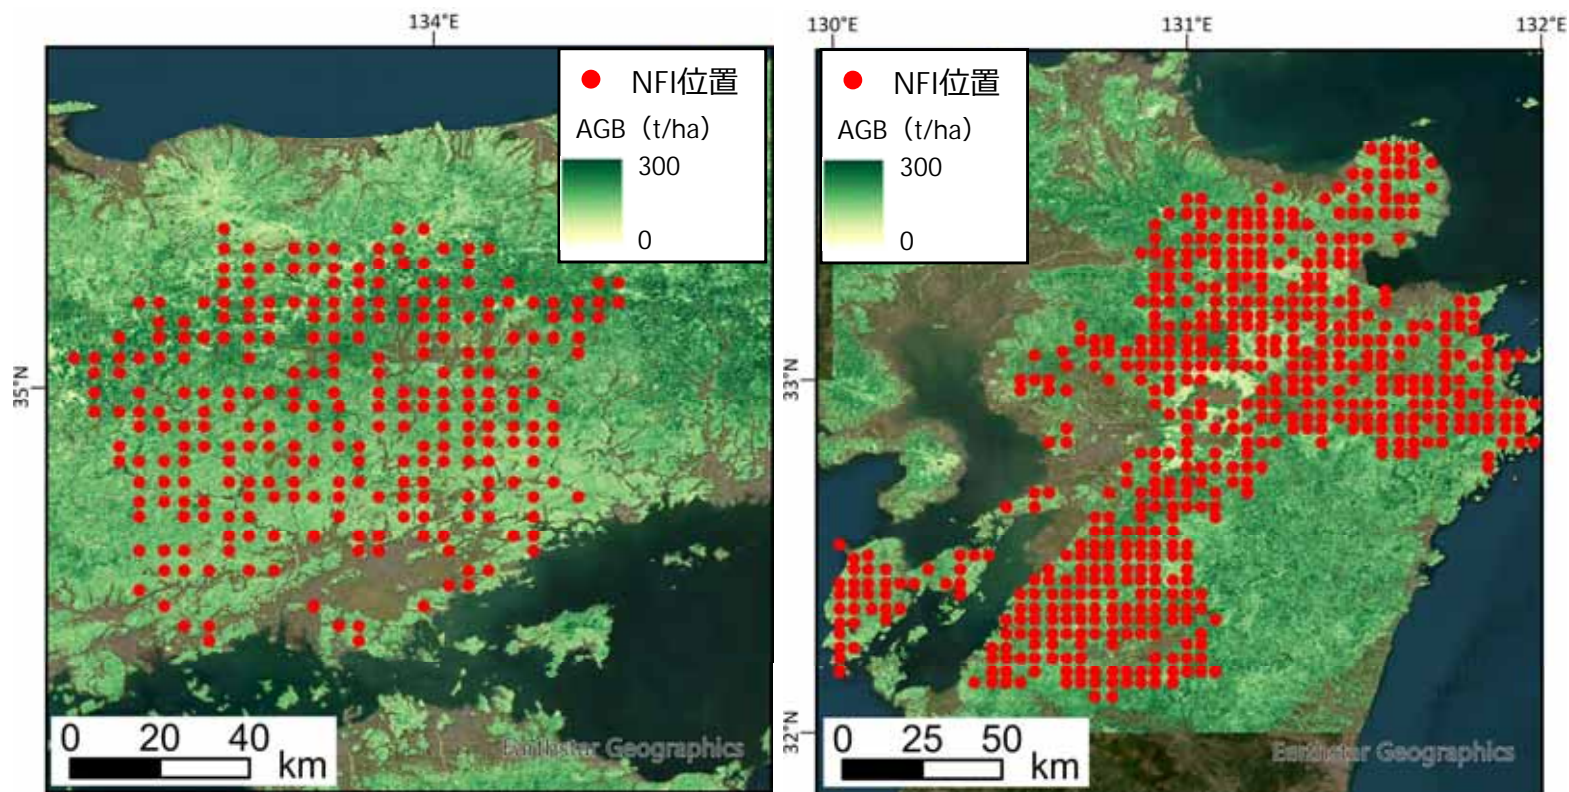 134°E
NFI位置
AGB（t/ha）
300
0
35°N
0 20 40 km
Earthstar Geographics
130°E 131°E 132°E
NFI位置
AGB（t/ha）
300
0
33°N
32°N
0 25 50 km
Earthstar Geographics